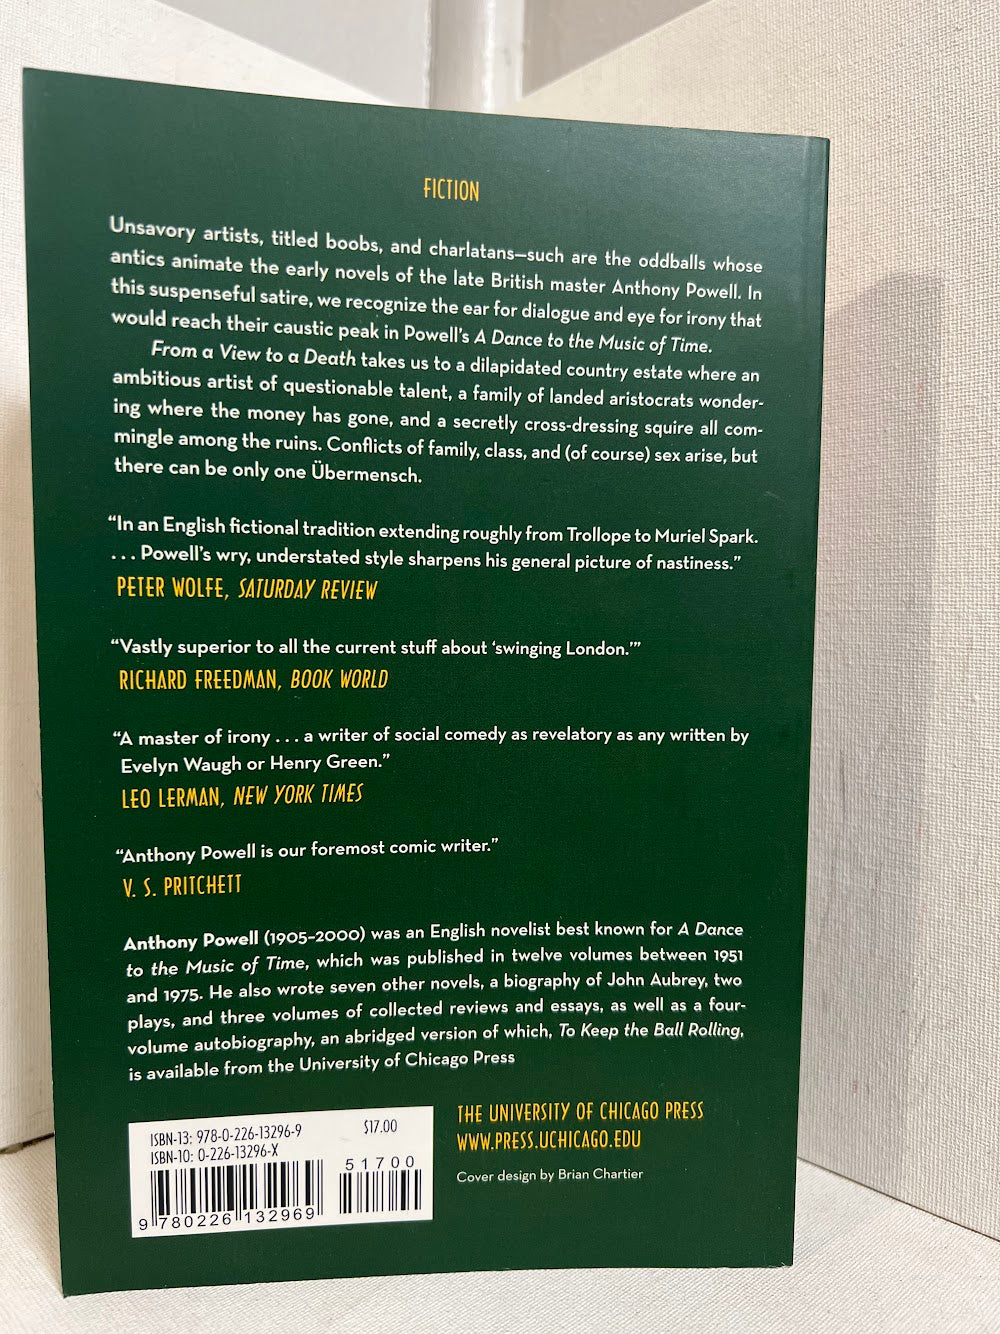 FICTION
Unsavory artists, titled boobs, and charlatans—such are the oddballs whose
antics animate the early novels of the late British master Anthony Powell. In
this suspenseful satire, we recognize the ear for dialogue and eye for irony that
would reach their caustic peak in Powell's A Dance to the Music of Time.
From a View to a Death takes us to a dilapidated country estate where an
ambitious artist of questionable talent, a family of landed aristocrats wonder-
ing where the money has gone, and a secretly cross-dressing squire all com-
mingle among the ruins. Conflicts of family, class, and (of course) sex arise, but
there can be only one Übermensch.
“In an English fictional tradition extending roughly from Trollope to Muriel Spark.
. . . Powell's wry, understated style sharpens his general picture of nastiness.”
PETER WOLFE, SATURDAY REVIEW
“Vastly superior to all the current stuff about ‘swinging London.’”
RICHARD FREEDMAN, BOOK WORLD
“A master of irony . . . a writer of social comedy as revelatory as any written by
Evelyn Waugh or Henry Green.”
LEO LERMAN, NEW YORK TIMES
“Anthony Powell is our foremost comic writer.”
V. S. PRITCHETT
Anthony Powell (1905–2000) was an English novelist best known for A Dance
to the Music of Time, which was published in twelve volumes between 1951
and 1975. He also wrote seven other novels, a biography of John Aubrey, two
plays, and three volumes of collected reviews and essays, as well as a four-
volume autobiography, an abridged version of which, To Keep the Ball Rolling,
is available from the University of Chicago Press
ISBN-13: 978-0-226-13296-9
ISBN-10: 0-226-13296-X
$17.00
51700
9 780226 132969
THE UNIVERSITY OF CHICAGO PRESS
WWW.PRESS.UCHICAGO.EDU
Cover design by Brian Chartier